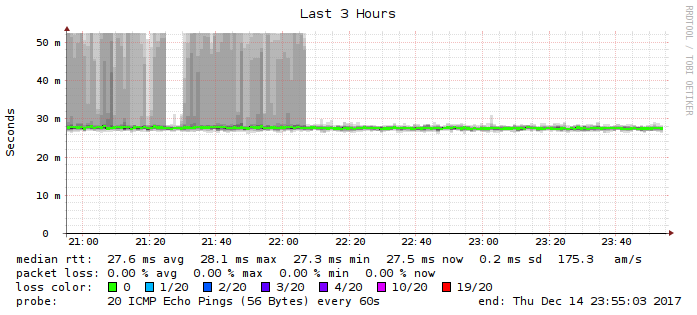 Last 3 Hours
RRDTOOL / TOBI OETIKER
Seconds
50 m
40 m
30 m
20 m
10 m
0
21:00 21:20 21:40 22:00 22:20 22:40 23:00 23:20 23:40
median rtt: 27.6 ms avg 28.1 ms max 27.3 ms min 27.5 ms now 0.2 ms sd 175.3 am/s
packet loss: 0.00 % avg 0.00 % max 0.00 % min 0.00 % now
loss color: 0 1/20 2/20 3/20 4/20 10/20 19/20
probe: 20 ICMP Echo Pings (56 Bytes) every 60s end: Thu Dec 14 23:55:03 2017